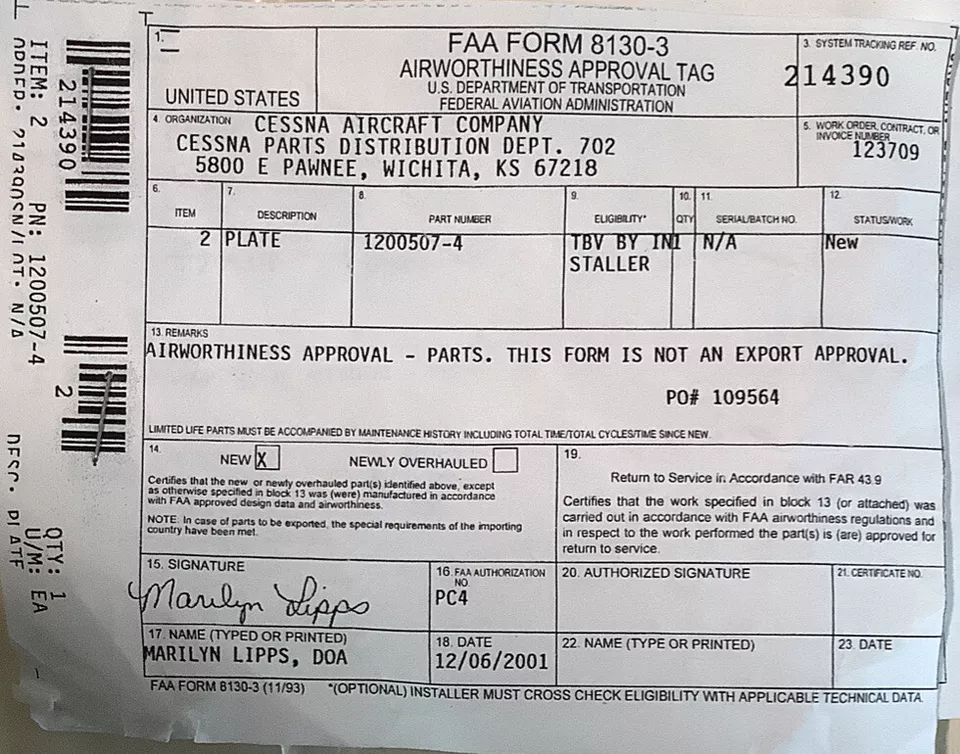 1.
UNITED STATES
FAA FORM 8130-3
AIRWORTHINESS APPROVAL TAG
U.S. DEPARTMENT OF TRANSPORTATION
FEDERAL AVIATION ADMINISTRATION
3. SYSTEM TRACKING REF. NO.
214390
4. ORGANIZATION CESSNA AIRCRAFT COMPANY
CESSNA PARTS DISTRIBUTION DEPT. 702
5800 E PAWNEE, WICHITA, KS 67218
5. WORK ORDER, CONTRACT, OR
INVOICE NUMBER
123709
6. 7. 8. 9. 10. 11. 12.
ITEM DESCRIPTION PART NUMBER ELIGIBILITY* QTY SERIAL/BATCH NO. STATUS/WORK
2 PLATE 1200507-4 TBV BY IN1 N/A New
STALLER
13. REMARKS
AIRWORTHINESS APPROVAL - PARTS. THIS FORM IS NOT AN EXPORT APPROVAL.
PO# 109564
LIMITED LIFE PARTS MUST BE ACCOMPANIED BY MAINTENANCE HISTORY INCLUDING TOTAL TIME/TOTAL CYCLES/TIME SINCE NEW.
14.
NEW X NEWLY OVERHAULED
Certifies that the new or newly overhauled part(s) identified above, except
as otherwise specified in block 13 was (were) manufactured in accordance
with FAA approved design data and airworthiness.
NOTE: In case of parts to be exported, the special requirements of the importing
country have been met.
19.
Return to Service in Accordance with FAR 43.9
Certifies that the work specified in block 13 (or attached) was
carried out in accordance with FAA airworthiness regulations and
in respect to the work performed the part(s) is (are) approved for
return to service.
15. SIGNATURE
Marilyn Lipps
16. FAA AUTHORIZATION
NO.
PC4
20. AUTHORIZED SIGNATURE
21. CERTIFICATE NO.
17. NAME (TYPED OR PRINTED)
MARILYN LIPPS, DOA
18. DATE
12/06/2001
22. NAME (TYPE OR PRINTED)
23. DATE
FAA FORM 8130-3 (11/93) *(OPTIONAL) INSTALLER MUST CROSS CHECK ELIGIBILITY WITH APPLICABLE TECHNICAL DATA
214390
2
QTY: 1
U/M: EA
ITEM: 2 PN: 1200507-4
DESC: PLATE